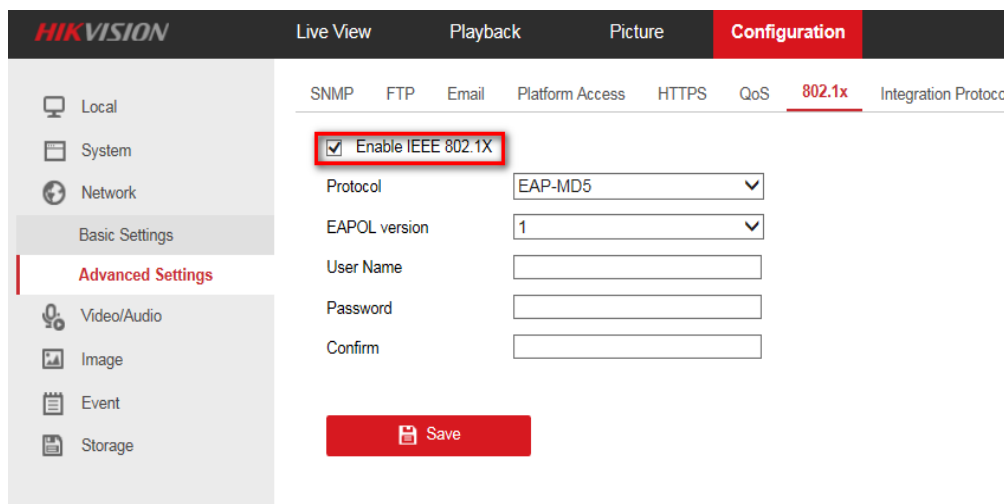 HIKVISION Live View Playback Picture Configuration
SNMP FTP Email Platform Access HTTPS QoS 802.1x Integration Protoco
Local
System
Network
Basic Settings
Advanced Settings
Video/Audio
Image
Event
Storage
Enable IEEE 802.1X
Protocol EAP-MD5
EAPOL version 1
User Name
Password
Confirm
Save